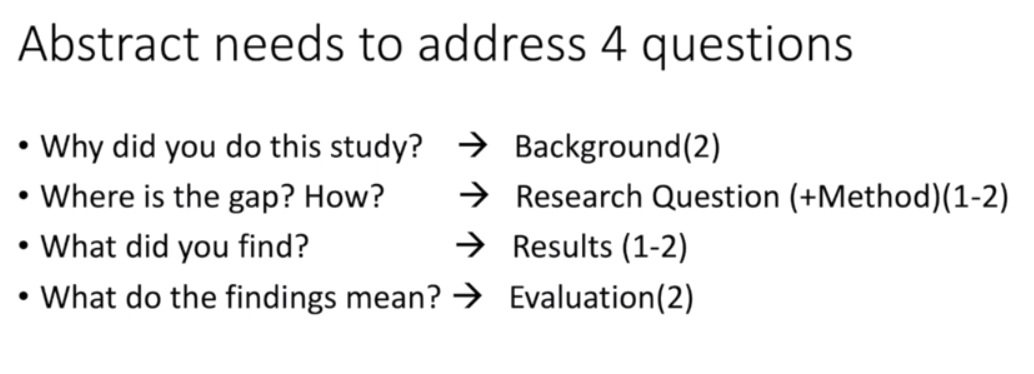 Abstract needs to address 4 questions
• Why did you do this study? → Background(2)
• Where is the gap? How? → Research Question (+Method)(1-2)
• What did you find? → Results (1-2)
• What do the findings mean? → Evaluation(2)